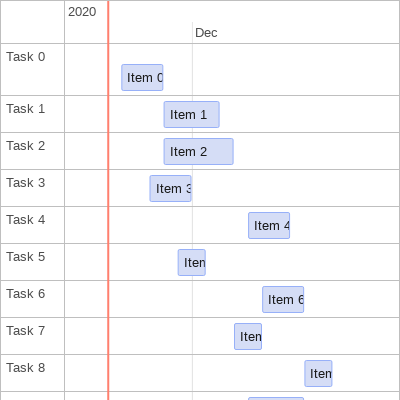 2020
Dec
Task 0
Item 0
Task 1
Item 1
Task 2
Item 2
Task 3
Item 3
Task 4
Item 4
Task 5
Iten
Task 6
Item 6
Task 7
Iten
Task 8
Iten